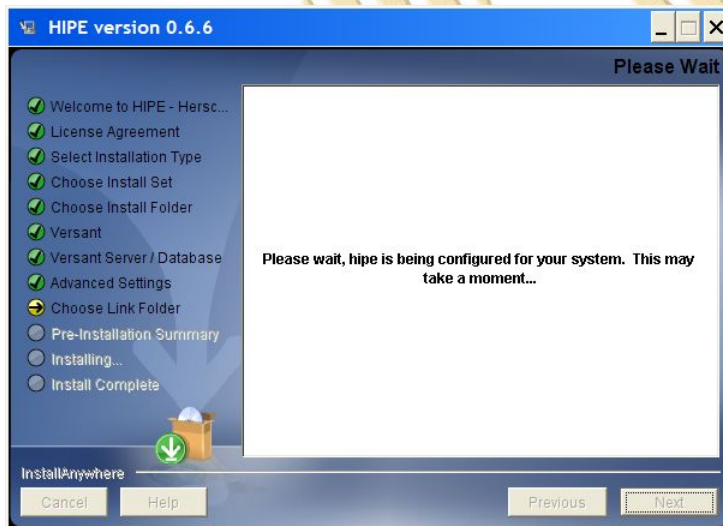 HIPE version 0.6.6
Please Wait
Welcome to HIPE - Hersc...
License Agreement
Select Installation Type
Choose Install Set
Choose Install Folder
Versant
Versant Server / Database
Advanced Settings
Choose Link Folder
Pre-Installation Summary
Installing...
Install Complete
Please wait, hipe is being configured for your system. This may
take a moment...
InstallAnywhere
Cancel
Help
Previous
Next